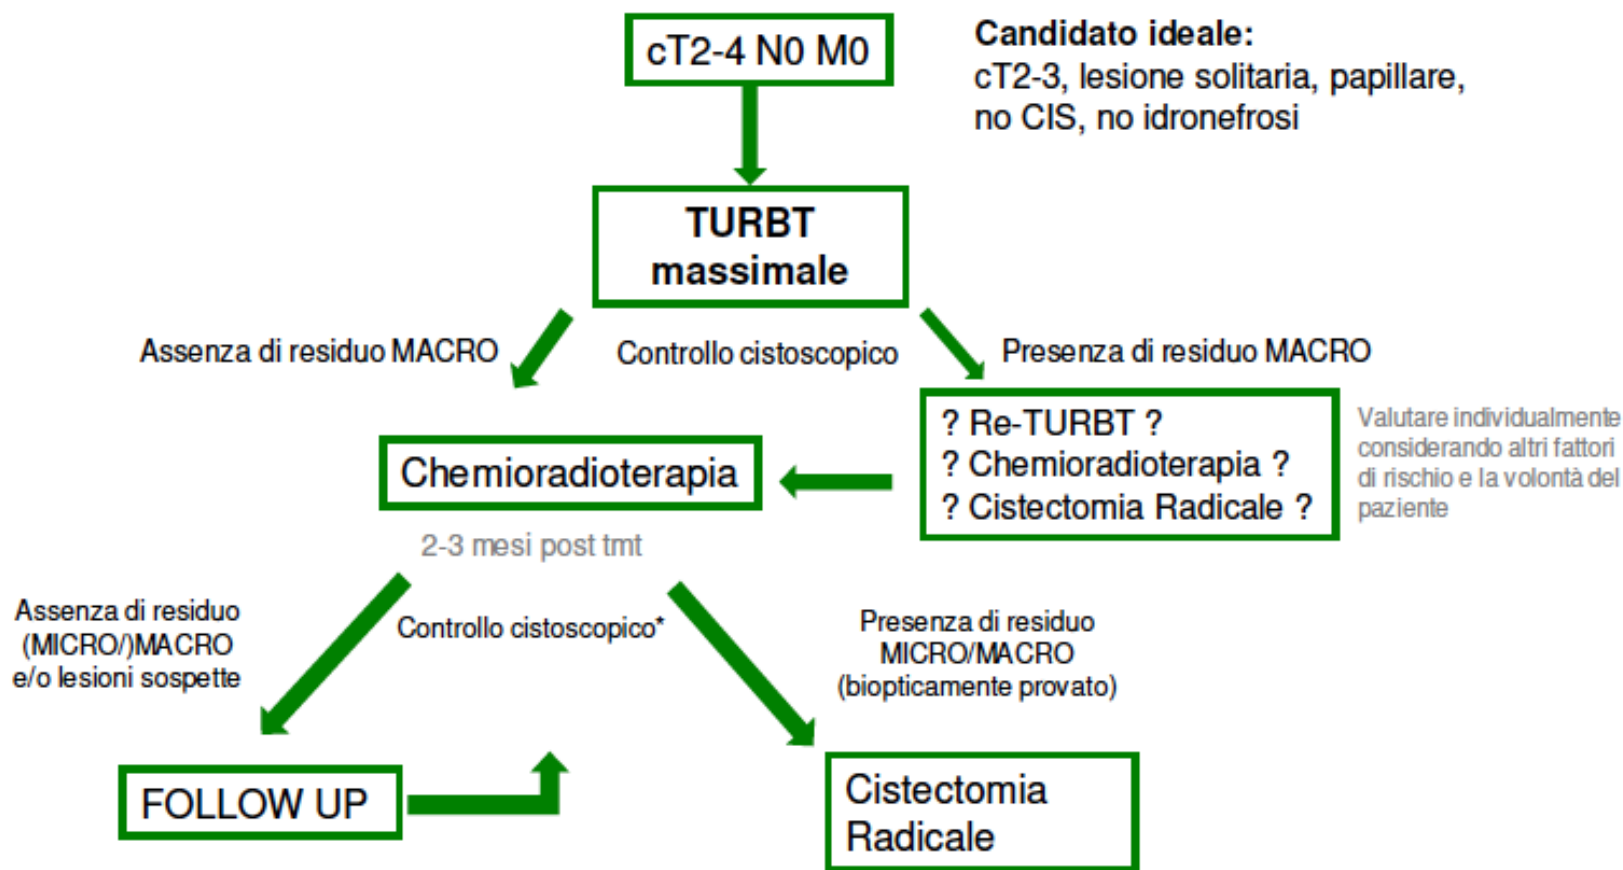 cT2-4 N0 M0
Candidato ideale:
cT2-3, lesione solitaria, papillare,
no CIS, no idronefrosi
TURBT
massimale
Assenza di residuo MACRO
Controllo cistoscopico
Presenza di residuo MACRO
? Re-TURBT ?
? Chemioradioterapia ?
? Cistectomia Radicale ?
Valutare individualmente
considerando altri fattori
di rischio e la volontà del
paziente
Chemioradioterapia
2-3 mesi post tmt
Assenza di residuo
(MICRO/)MACRO
e/o lesioni sospette
Controllo cistoscopico*
Presenza di residuo
MICRO/MACRO
(biopticamente provato)
FOLLOW UP
Cistectomia
Radicale